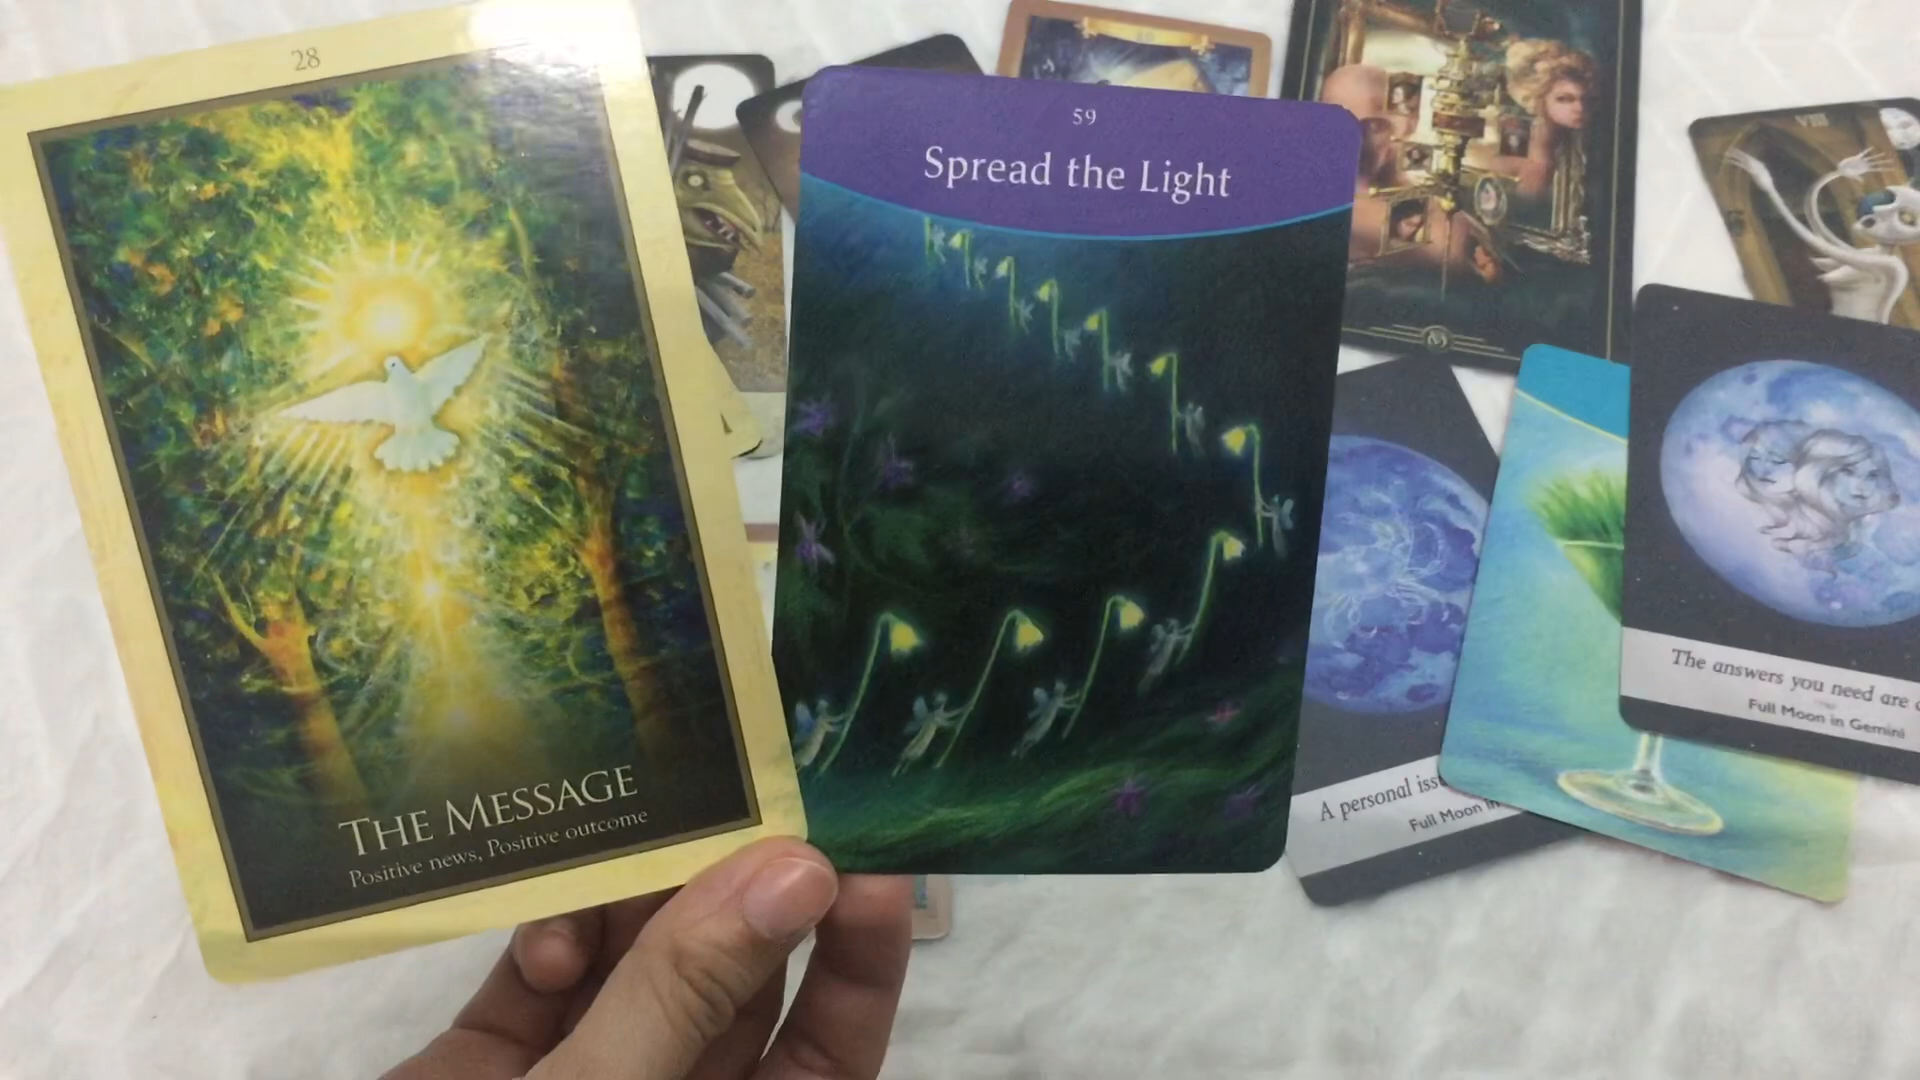 28
THE MESSAGE
Positive news, Positive outcome
59
Spread the Light
VIII
A personal
Full Moon in
The answers you need are
Full Moon in Gemini